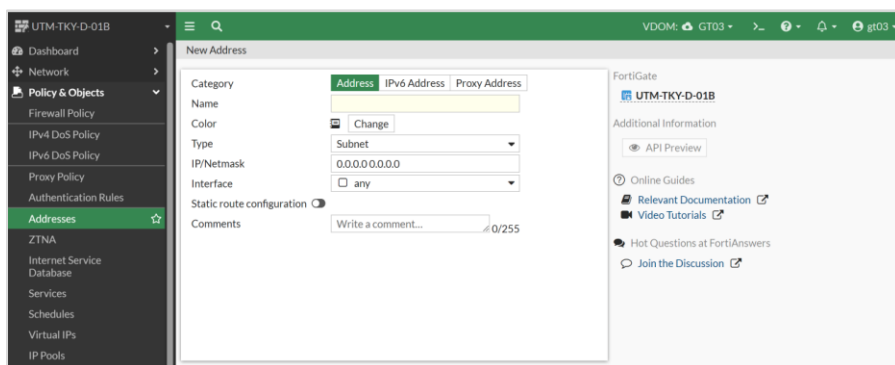 UTM-TKY-D-01B
VDOM: GT03
>_
gt03
Dashboard
Network
Policy & Objects
Firewall Policy
IPv4 DoS Policy
IPv6 DoS Policy
Proxy Policy
Authentication Rules
Addresses
ZTNA
Internet Service
Database
Services
Schedules
Virtual IPs
IP Pools
New Address
Category Address IPv6 Address Proxy Address
Name
Color Change
Type Subnet
IP/Netmask 0.0.0.0 0.0.0.0
Interface any
Static route configuration
Comments Write a comment... 0/255
FortiGate
UTM-TKY-D-01B
Additional Information
API Preview
Online Guides
Relevant Documentation
Video Tutorials
Hot Questions at FortiAnswers
Join the Discussion